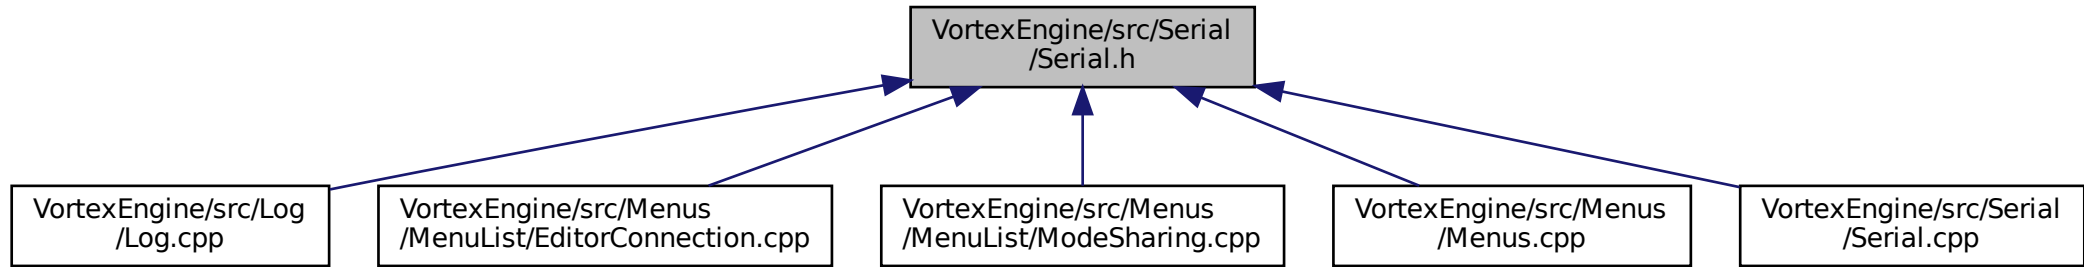 VortexEngine/src/Serial
/Serial.h
VortexEngine/src/Log
/Log.cpp
VortexEngine/src/Menus
/MenuList/EditorConnection.cpp
VortexEngine/src/Menus
/MenuList/ModeSharing.cpp
VortexEngine/src/Menus
/Menus.cpp
VortexEngine/src/Serial
/Serial.cpp